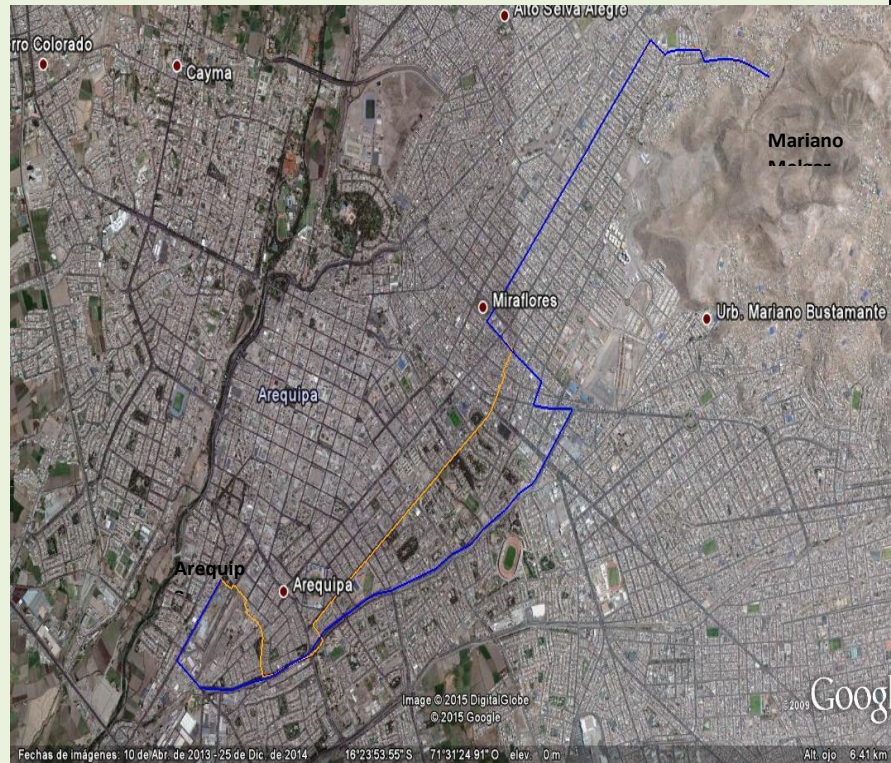 Alto Selva Alegre
rro Colorado
Cayma
Mariano
Melgar
Miraflores
Urb. Mariano Bustamante
Arequipa
Arequip
Arequipa
Image © 2015 DigitalGlobe
© 2015 Google
©2009 Googl
Fechas de imágenes: 10 de Abr. de 2013 - 25 de Dic. de 2014 16°23'53.55" S 71°31'24.91" O elev. 0 m Alt. ojo 6.41 km